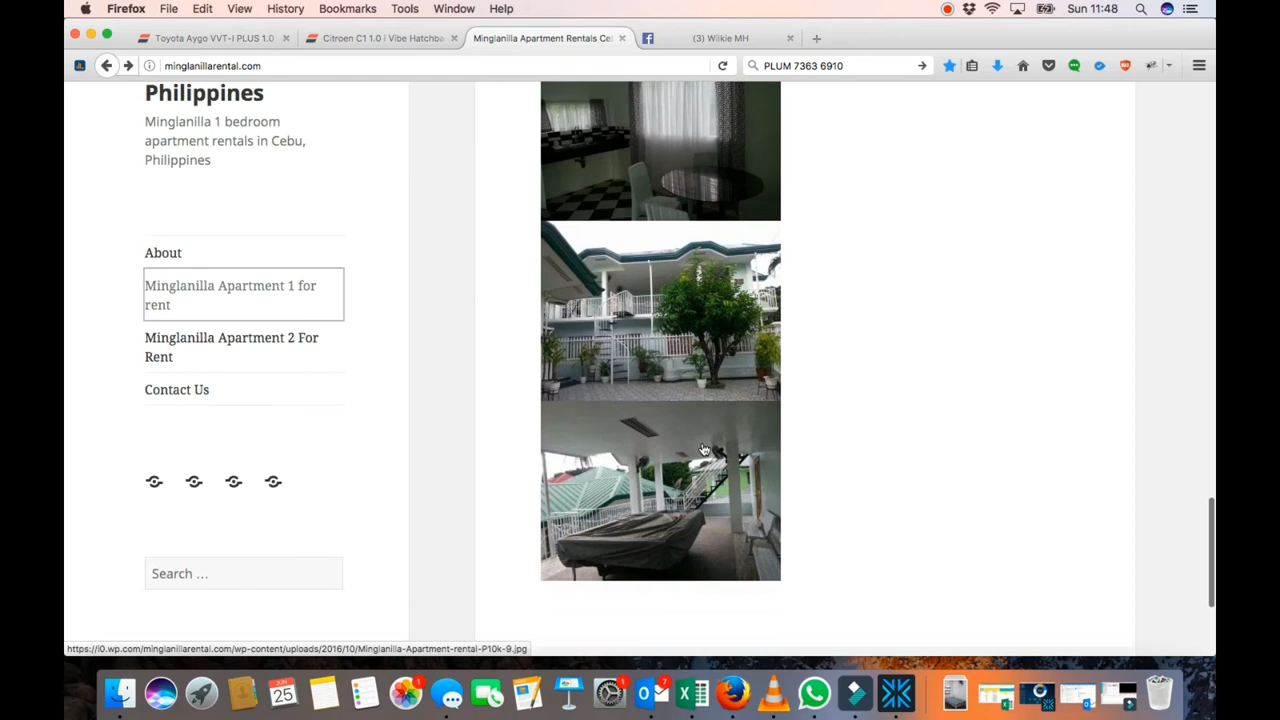 Firefox File Edit View History Bookmarks Tools Window Help Sun 11:48
Toyota Aygo VVT-I PLUS 1.0 Citroen C1 1.0 i Vibe Hatchba Minglanilla Apartment Rentals Ce (3) Wilkie MH
minglanillarental.com PLUM 7363 6910
Philippines
Minglanilla 1 bedroom
apartment rentals in Cebu,
Philippines
About
Minglanilla Apartment 1 for
rent
Minglanilla Apartment 2 For
Rent
Contact Us
Search ...
https://i0.wp.com/minglanillarental.com/wp-content/uploads/2016/10/Minglanilla-Apartment-rental-P10k-9.jpg
JUN 1 1 7
25